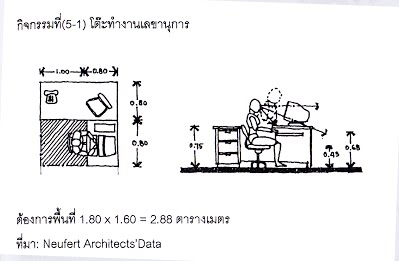 กิจกรรมที่(5-1) โต๊ะทำงานเลขานุการ
1.00 0.80
0.80
0.80
0.75
0.45
0.68
ต้องการพื้นที่ 1.80 x 1.60 = 2.88 ตารางเมตร
ที่มา: Neufert Architects'Data